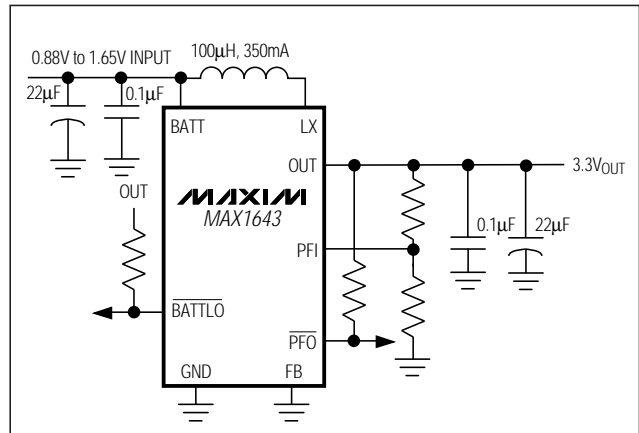 0.88V to 1.65V INPUT
100µH, 350mA
22µF
0.1µF
BATT
LX
OUT
3.3VOUT
OUT
MAXIM
MAX1643
PFI
0.1µF
22µF
BATTLO
PFO
GND
FB